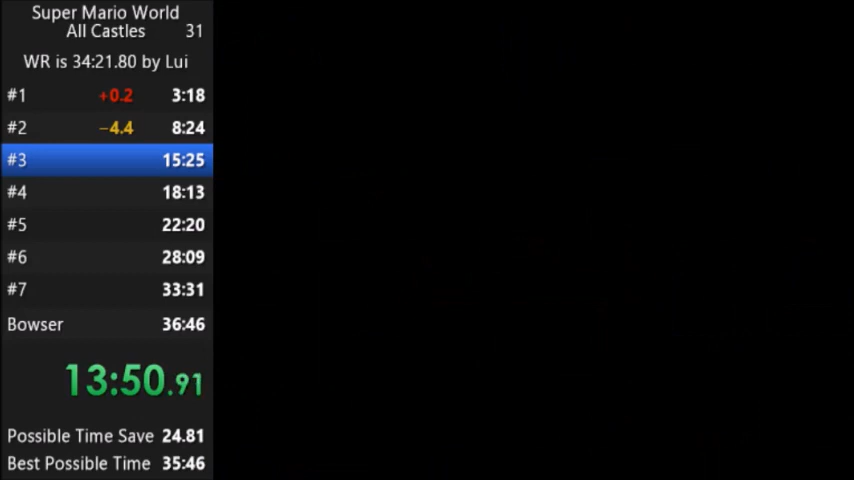 Super Mario World
All Castles 31
WR is 34:21.80 by Lui
#1 +0.2 3:18
#2 −4.4 8:24
#3 15:25
#4 18:13
#5 22:20
#6 28:09
#7 33:31
Bowser 36:46
13:50.91
Possible Time Save 24.81
Best Possible Time 35:46